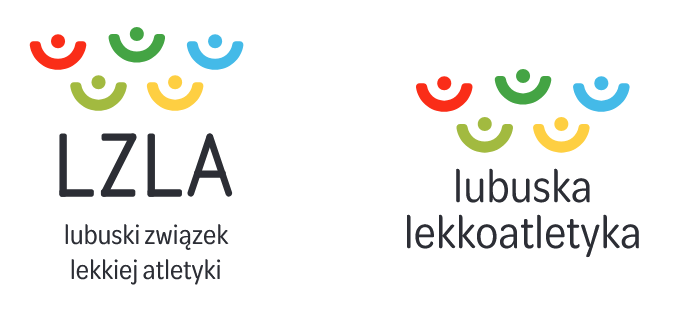 LZLA
lubuski związek
lekkiej atletyki
lubuska
lekkoatletyka